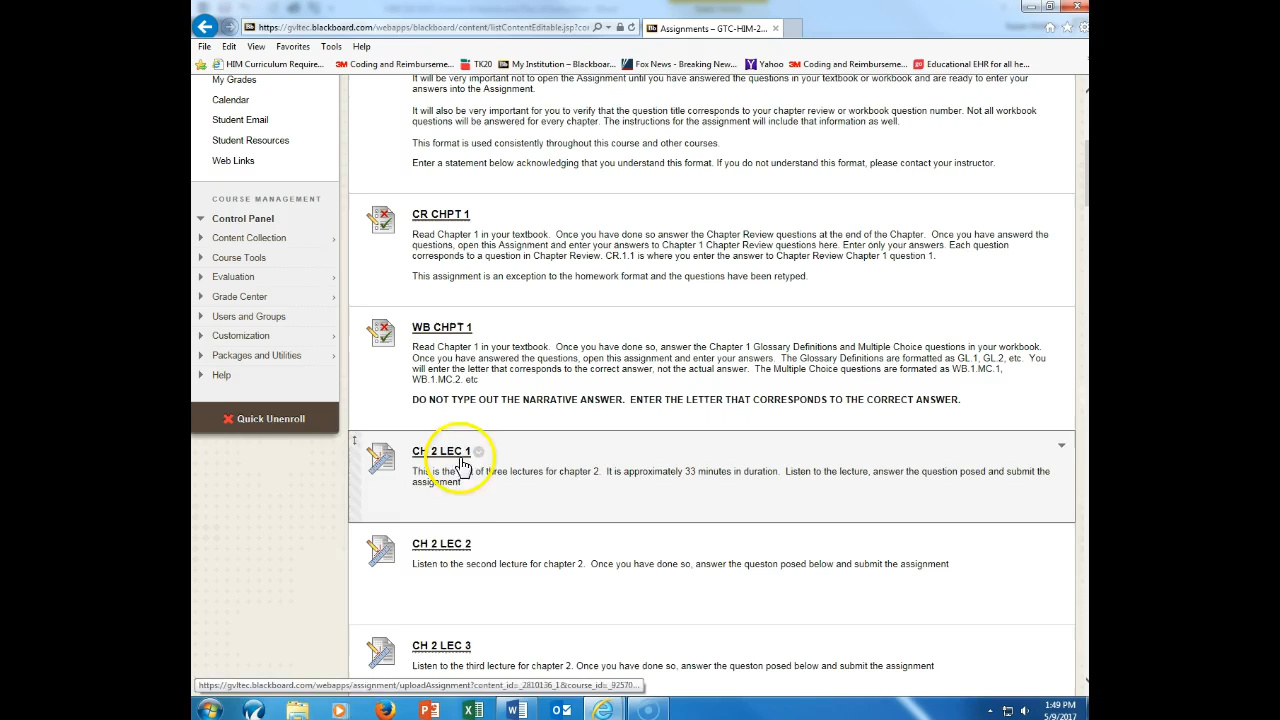 https://gvltec.blackboard.com/webapps/blackboard/content/listContentEditable.jsp?co
Assignments – GTC-HIM-2...
File Edit View Favorites Tools Help
HIM Curriculum Require... 3M Coding and Reimburseme... TK20 My Institution – Blackboar... Fox News - Breaking New... Yahoo 3M Coding and Reimburseme... Educational EHR for all he...
My Grades
Calendar
Student Email
Student Resources
Web Links
COURSE MANAGEMENT
Control Panel
Content Collection
Course Tools
Evaluation
Grade Center
Users and Groups
Customization
Packages and Utilities
Help
Quick Unenroll
It will be very important not to open the Assignment until you have answered the questions in your textbook or workbook and are ready to enter your
answers into the Assignment.
It will also be very important for you to verify that the question title corresponds to your chapter review or workbook question number. Not all workbook
questions will be answered for every chapter. The instructions for the assignment will include that information as well.
This format is used consistently throughout this course and other courses.
Enter a statement below acknowledging that you understand this format. If you do not understand this format, please contact your instructor.
CR CHPT 1
Read Chapter 1 in your textbook. Once you have done so answer the Chapter Review questions at the end of the Chapter. Once you have answerd the
questions, open this Assignment and enter your answers to Chapter 1 Chapter Review questions here. Enter only your answers. Each question
corresponds to a question in Chapter Review. CR.1.1 is where you enter the answer to Chapter Review Chapter 1 question 1.
This assignment is an exception to the homework format and the questions have been retyped.
WB CHPT 1
Read Chapter 1 in your textbook. Once you have done so, answer the Chapter 1 Glossary Definitions and Multiple Choice questions in your workbook.
Once you have answered the questions, open this assignment and enter your answers. The Glossary Definitions are formatted as GL.1, GL.2, etc. You
will enter the letter that corresponds to the correct answer, not the actual answer. The Multiple Choice questions are formated as WB.1.MC.1,
WB.1.MC.2. etc
DO NOT TYPE OUT THE NARRATIVE ANSWER. ENTER THE LETTER THAT CORRESPONDS TO THE CORRECT ANSWER.
CH 2 LEC 1
This is the of three lectures for chapter 2. It is approximately 33 minutes in duration. Listen to the lecture, answer the question posed and submit the
assignment
CH 2 LEC 2
Listen to the second lecture for chapter 2. Once you have done so, answer the queston posed below and submit the assignment
CH 2 LEC 3
Listen to the third lecture for chapter 2. Once you have done so, answer the queston posed below and submit the assignment
https://gvltec.blackboard.com/webapps/assignment/uploadAssignment?content_id=_2810136_1&course_id=_92570...
1:49 PM
5/9/2017